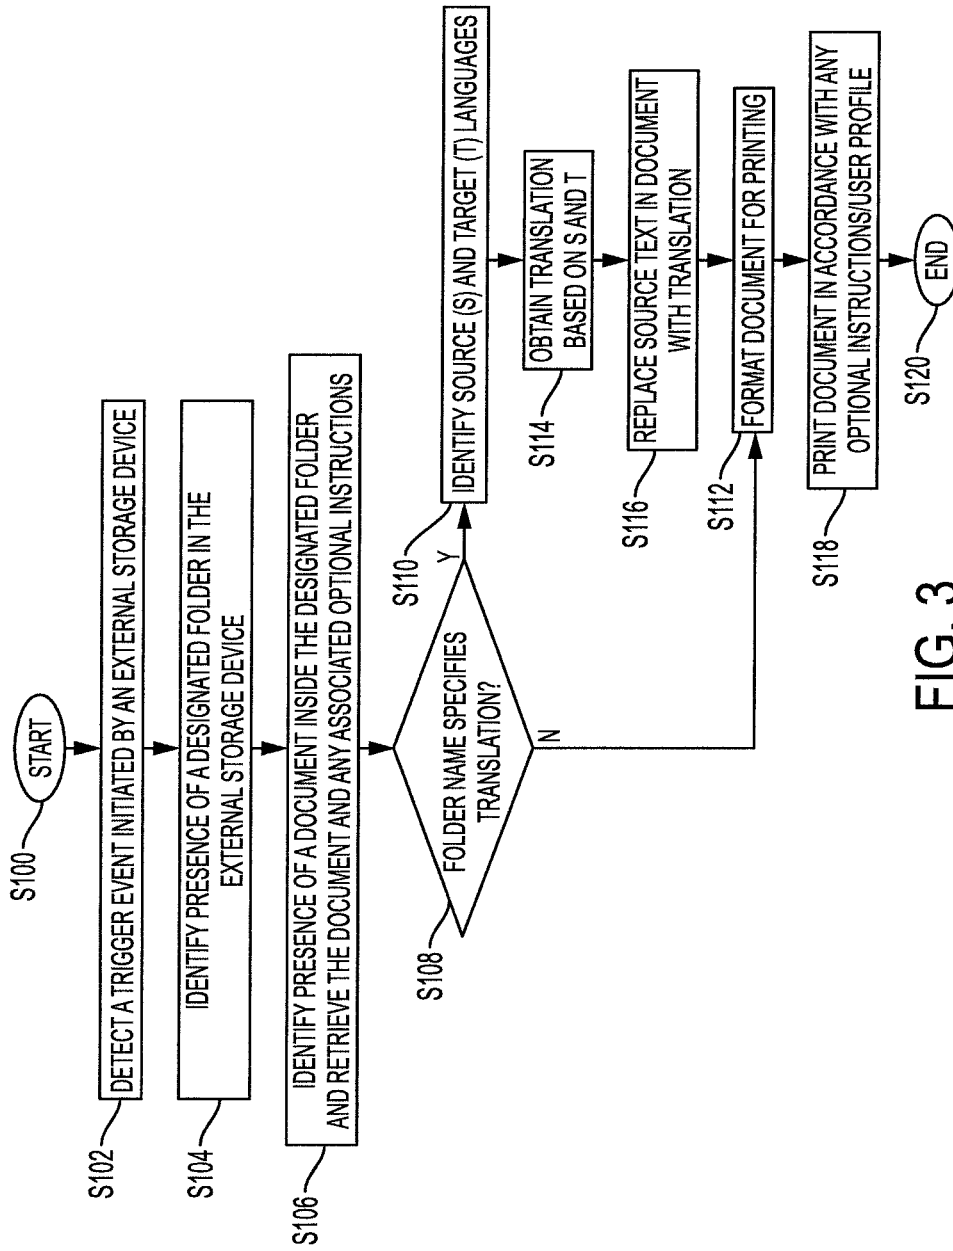 S100
START
S102
DETECT A TRIGGER EVENT INITIATED BY AN EXTERNAL STORAGE DEVICE
S104
IDENTIFY PRESENCE OF A DESIGNATED FOLDER IN THE
EXTERNAL STORAGE DEVICE
S106
IDENTIFY PRESENCE OF A DOCUMENT INSIDE THE DESIGNATED FOLDER
AND RETRIEVE THE DOCUMENT AND ANY ASSOCIATED OPTIONAL INSTRUCTIONS
S108
FOLDER NAME SPECIFIES
TRANSLATION?
Y
N
S110
IDENTIFY SOURCE (S) AND TARGET (T) LANGUAGES
S114
OBTAIN TRANSLATION
BASED ON S AND T
S116
REPLACE SOURCE TEXT IN DOCUMENT
WITH TRANSLATION
S112
FORMAT DOCUMENT FOR PRINTING
S118
PRINT DOCUMENT IN ACCORDANCE WITH ANY
OPTIONAL INSTRUCTIONS/USER PROFILE
S120
END
FIG. 3